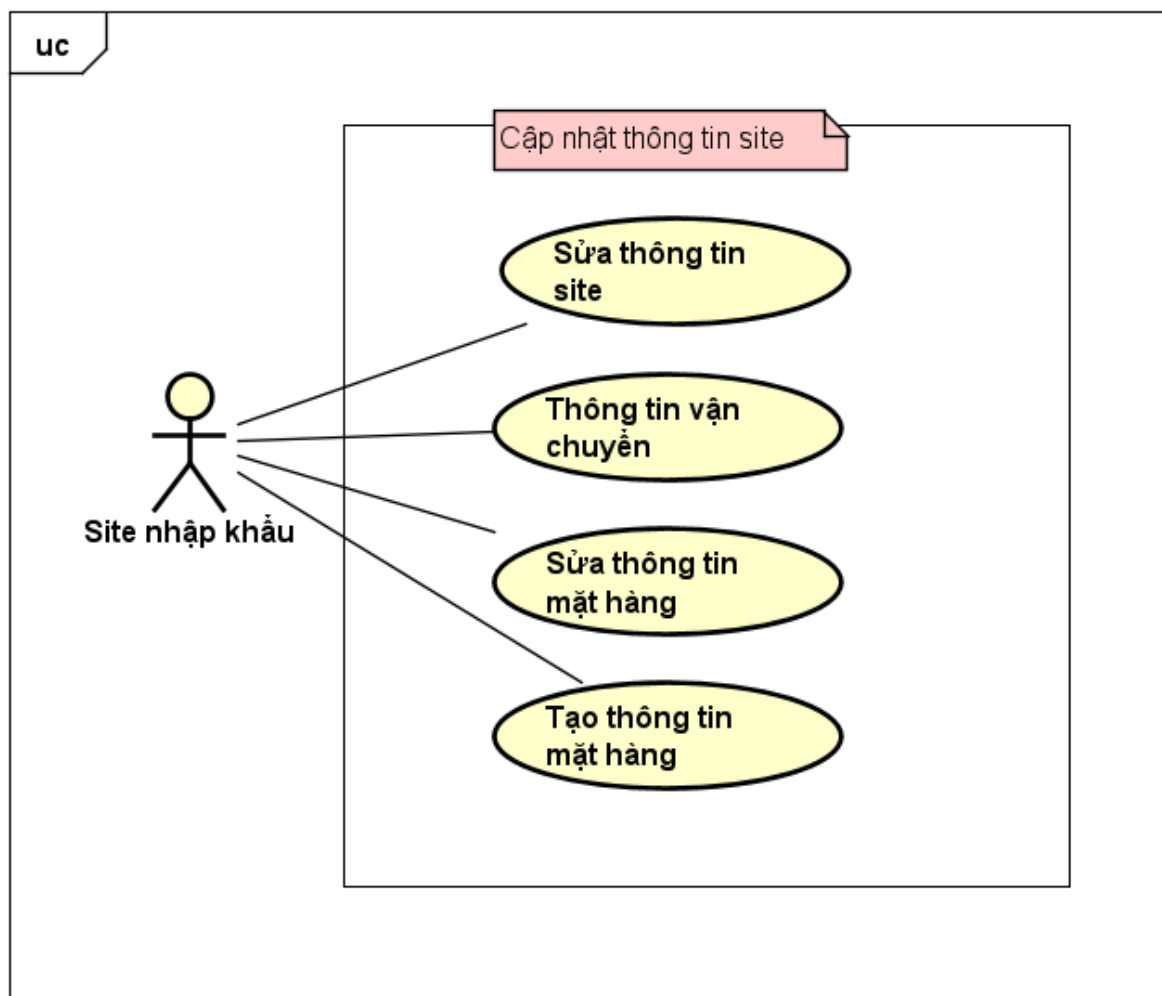 uc
Cập nhật thông tin site
Sửa thông tin
site
Thông tin vận
chuyển
Site nhập khẩu
Sửa thông tin
mặt hàng
Tạo thông tin
mặt hàng